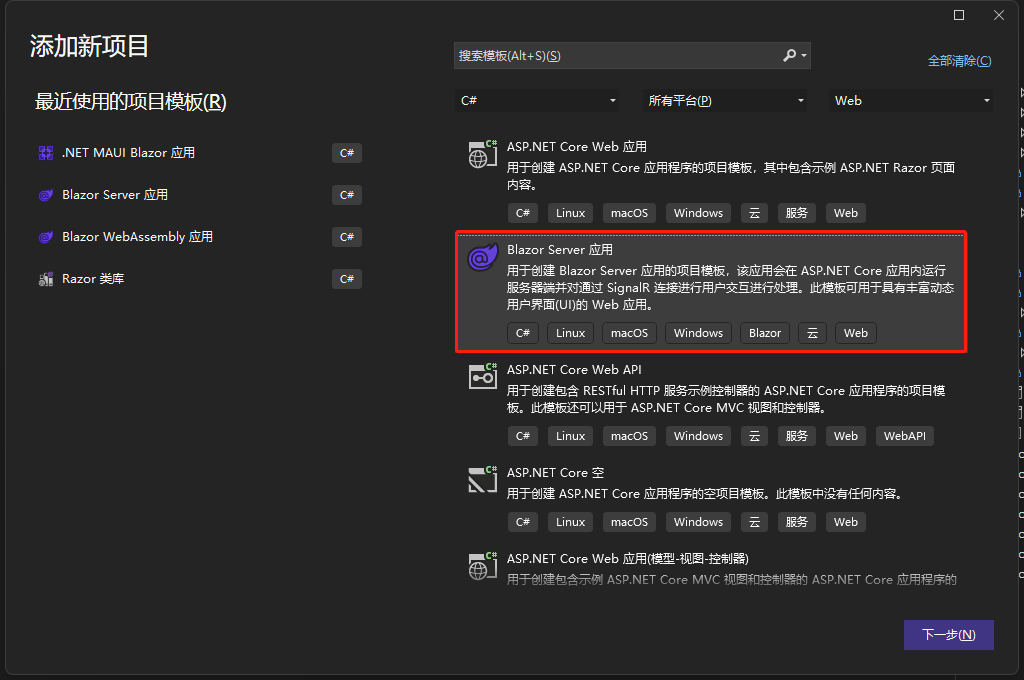 添加新项目
搜索模板(Alt+S)(S)
全部清除(C)
最近使用的项目模板(R)
C#
所有平台(P)
Web
.NET MAUI Blazor 应用
C#
Blazor Server 应用
C#
Blazor WebAssembly 应用
C#
Razor 类库
C#
ASP.NET Core Web 应用
用于创建 ASP.NET Core 应用程序的项目模板，其中包含示例 ASP.NET Razor 页面
内容。
C# Linux macOS Windows 云 服务 Web
Blazor Server 应用
用于创建 Blazor Server 应用的项目模板，该应用会在 ASP.NET Core 应用内运行
服务器端并对通过 SignalR 连接进行用户交互进行处理。此模板可用于具有丰富动态
用户界面(UI)的 Web 应用。
C# Linux macOS Windows Blazor 云 Web
ASP.NET Core Web API
用于创建包含 RESTful HTTP 服务示例控制器的 ASP.NET Core 应用程序的项目模
板。此模板还可以用于 ASP.NET Core MVC 视图和控制器。
C# Linux macOS Windows 云 服务 Web WebAPI
ASP.NET Core 空
用于创建 ASP.NET Core 应用程序的空项目模板。此模板中没有任何内容。
C# Linux macOS Windows 云 服务 Web
ASP.NET Core Web 应用(模型-视图-控制器)
用于创建包含示例 ASP.NET Core MVC 视图和控制器的 ASP.NET Core 应用程序的
下一步(N)